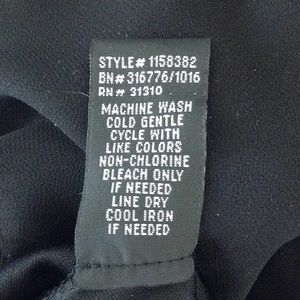 STYLE# 1158382
BN# 316776/1016
RN# 31310
MACHINE WASH
COLD GENTLE
CYCLE WITH
LIKE COLORS
NON-CHLORINE
BLEACH ONLY
IF NEEDED
LINE DRY
COOL IRON
IF NEEDED